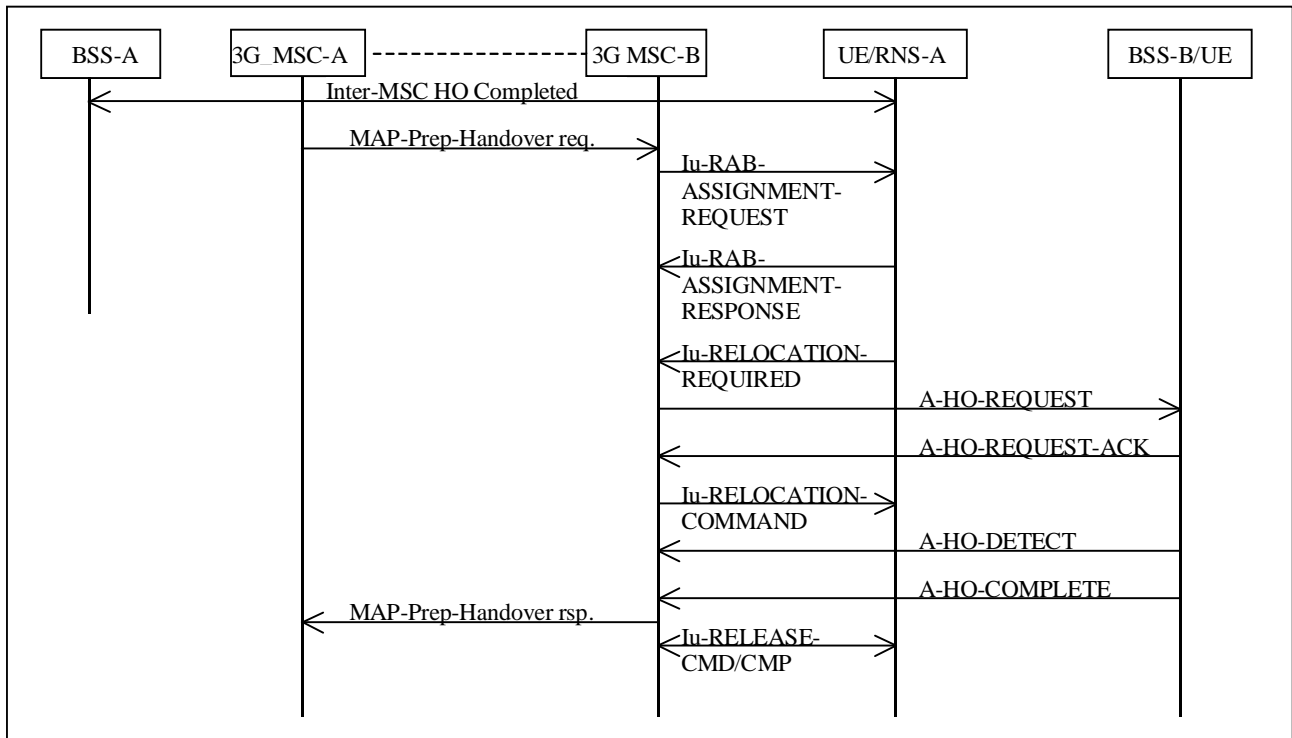 BSS-A
3G_MSC-A
3G MSC-B
UE/RNS-A
BSS-B/UE
Inter-MSC HO Completed
MAP-Prep-Handover req.
Iu-RAB-
ASSIGNMENT-
REQUEST
Iu-RAB-
ASSIGNMENT-
RESPONSE
Iu-RELOCATION-
REQUIRED
A-HO-REQUEST
A-HO-REQUEST-ACK
Iu-RELOCATION-
COMMAND
A-HO-DETECT
A-HO-COMPLETE
MAP-Prep-Handover rsp.
Iu-RELEASE-
CMD/CMP